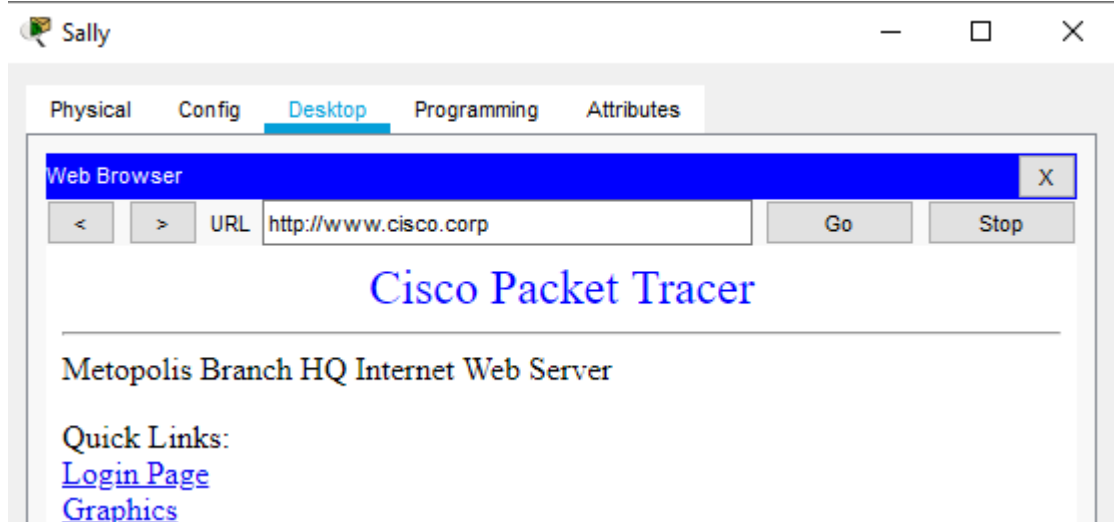 Sally
Physical Config Desktop Programming Attributes
Web Browser X
< > URL http://www.cisco.corp Go Stop
Cisco Packet Tracer
Metopolis Branch HQ Internet Web Server
Quick Links:
Login Page
Graphics